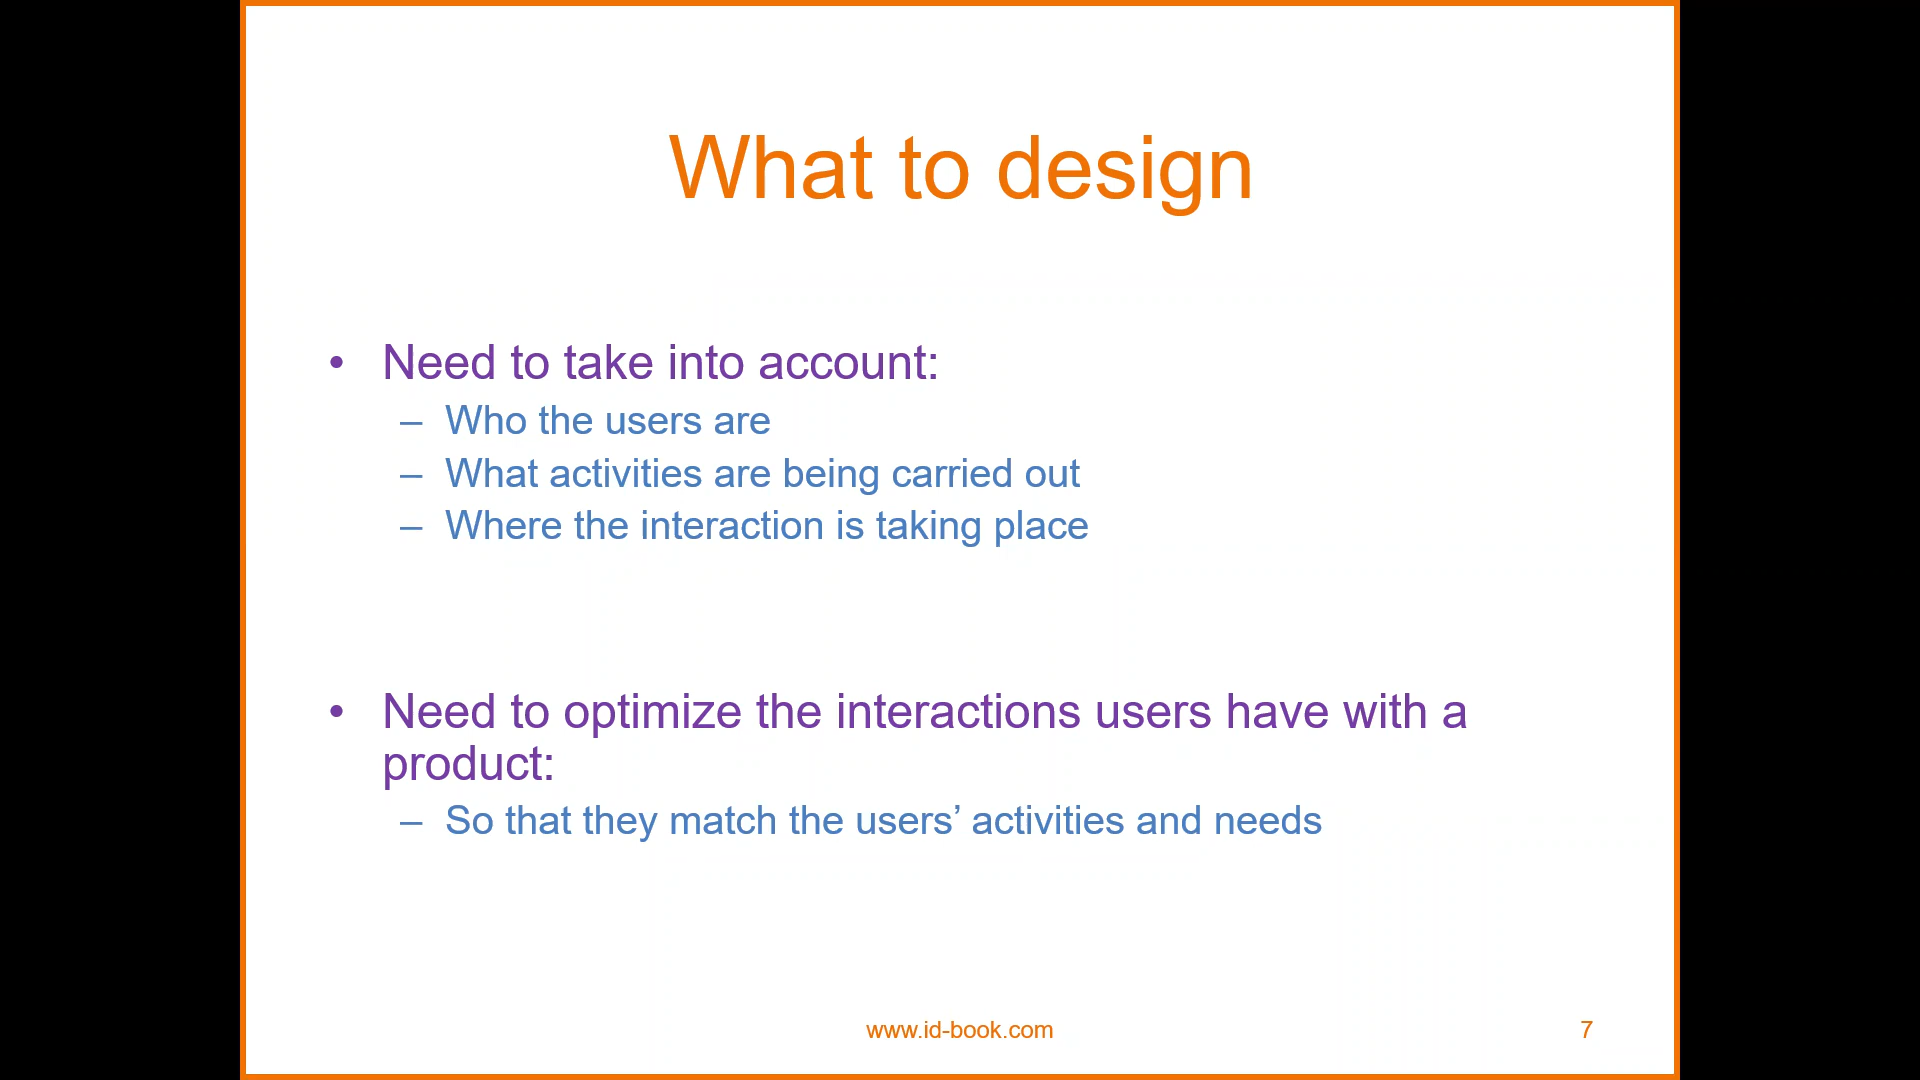 What to design
• Need to take into account:
– Who the users are
– What activities are being carried out
– Where the interaction is taking place
• Need to optimize the interactions users have with a
product:
– So that they match the users’ activities and needs
www.id-book.com
7